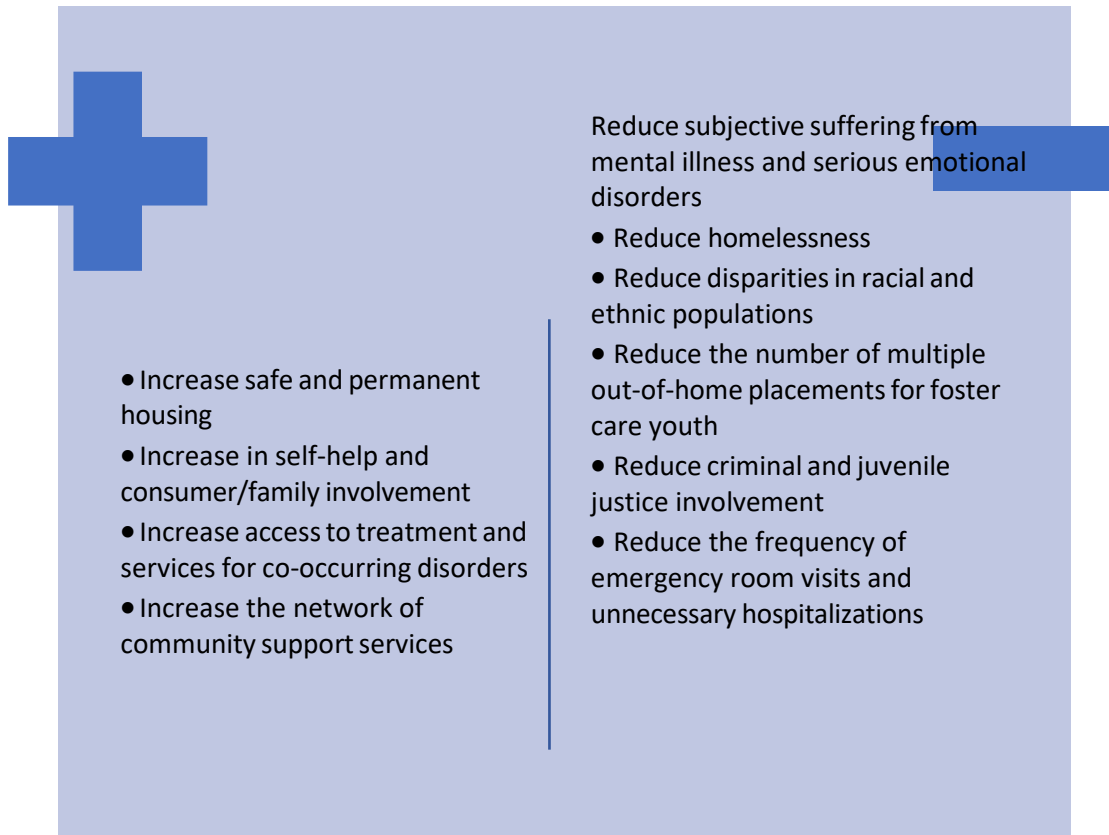 • Increase safe and permanent
housing
• Increase in self-help and
consumer/family involvement
• Increase access to treatment and
services for co-occurring disorders
• Increase the network of
community support services
Reduce subjective suffering from
mental illness and serious emotional
disorders
• Reduce homelessness
• Reduce disparities in racial and
ethnic populations
• Reduce the number of multiple
out-of-home placements for foster
care youth
• Reduce criminal and juvenile
justice involvement
• Reduce the frequency of
emergency room visits and
unnecessary hospitalizations